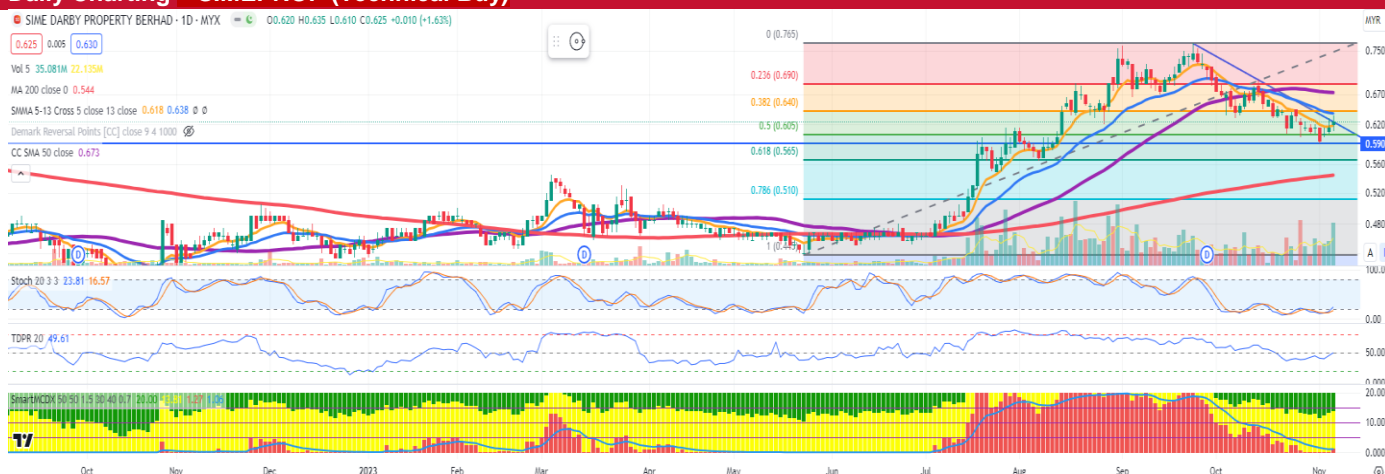 SIME DARBY PROPERTY BERHAD · 1D · MYX O0.620 H0.635 L0.610 C0.625 +0.010 (+1.63%)
MYR
0.625 0.005 0.630
Vol 5 35.081M 22.135M
MA 200 close 0 0.544
SMMA 5-13 Cross 5 close 13 close 0.618 0.638 Ø Ø
Demark Reversal Points [CC] close 9 4 1000
CC SMA 50 close 0.673
0 (0.765)
0.236 (0.690)
0.382 (0.640)
0.5 (0.605)
0.618 (0.565)
0.786 (0.510)
0.750
0.670
0.620
0.590
0.560
0.520
0.480
D
D
D
A
Stoch 20 3 3 23.81 16.57
100.0
0.00
TDPR 20 49.61
50.00
0.000
SmartMCDX 50 50 1.5 30 40 0.7 20.00 1.27
20.00
10.00
0.000
Oct Nov Dec 2023 Feb Mar Apr May Jun Jul Aug Sep Oct Nov